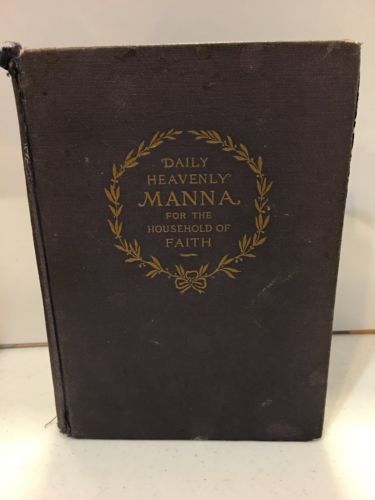 DAILY
HEAVENLY
MANNA
FOR THE
HOUSEHOLD OF
FAITH